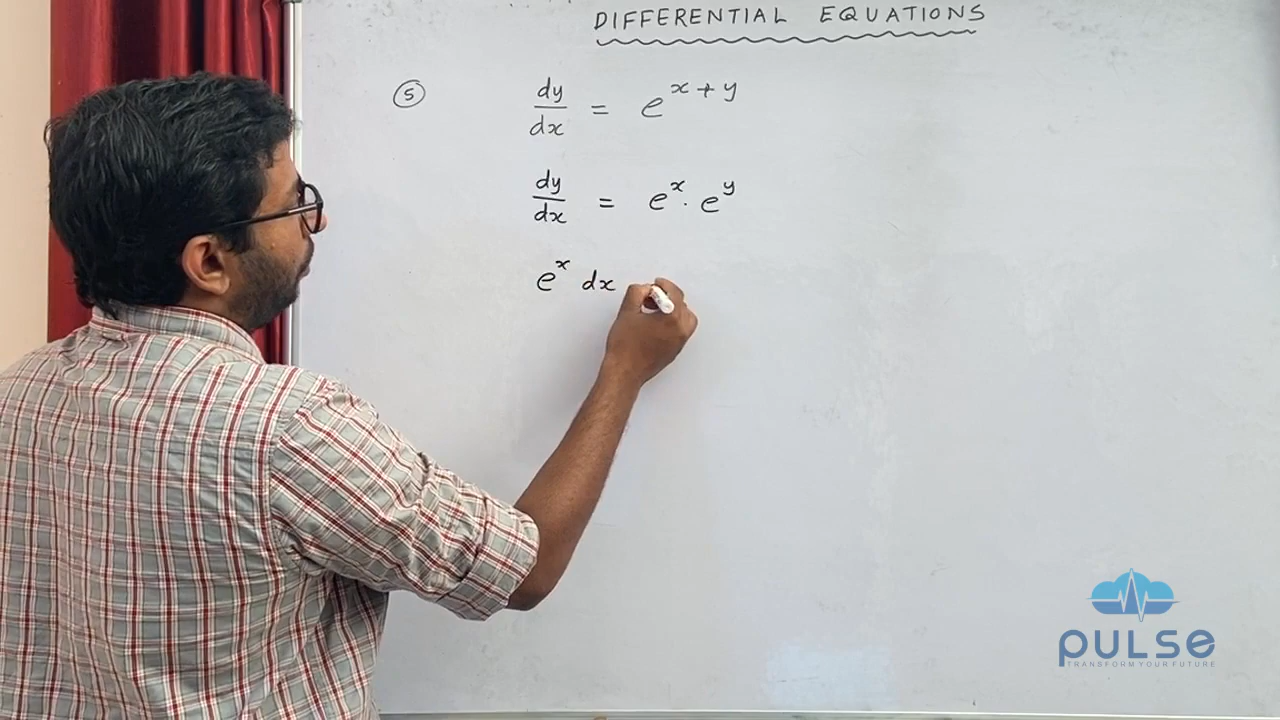 DIFFERENTIAL EQUATIONS
⑤ dy/dx = e^(x+y)
dy/dx = e^x · e^y
e^x dx
PULSE
TRANSFORM YOUR FUTURE